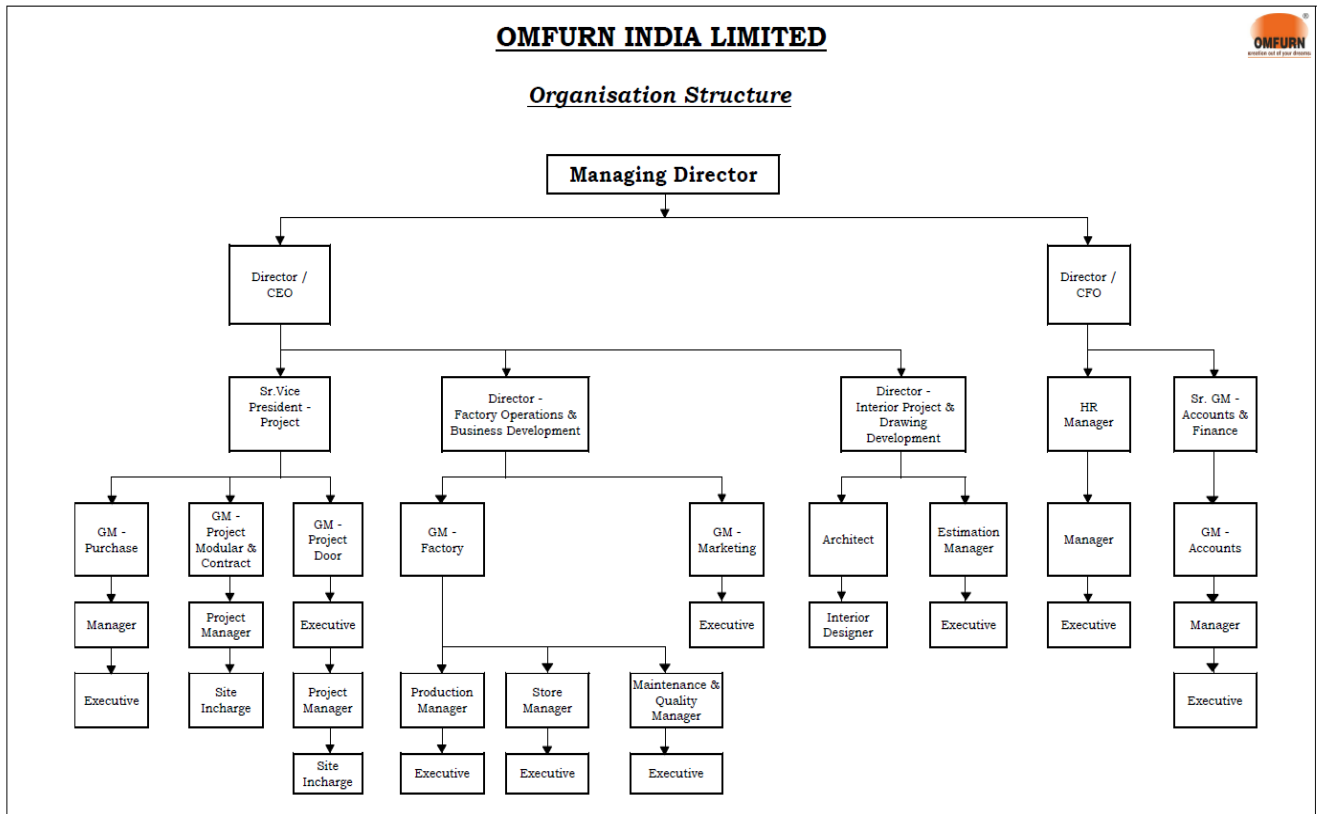 OMFURN INDIA LIMITED
®
OMFURN
Organisation Structure
Managing Director
Director /
CEO
Director /
CFO
Sr.Vice
President -
Project
Director -
Factory Operations &
Business Development
Director -
Interior Project &
Drawing
Development
HR
Manager
Sr. GM -
Accounts &
Finance
GM -
Purchase
GM -
Project
Modular &
Contract
GM -
Project
Door
GM -
Factory
GM -
Marketing
Architect
Estimation
Manager
Manager
GM -
Accounts
Manager
Project
Manager
Executive
Executive
Interior
Designer
Executive
Executive
Manager
Executive
Site
Incharge
Project
Manager
Production
Manager
Store
Manager
Maintenance &
Quality
Manager
Executive
Site
Incharge
Executive
Executive
Executive